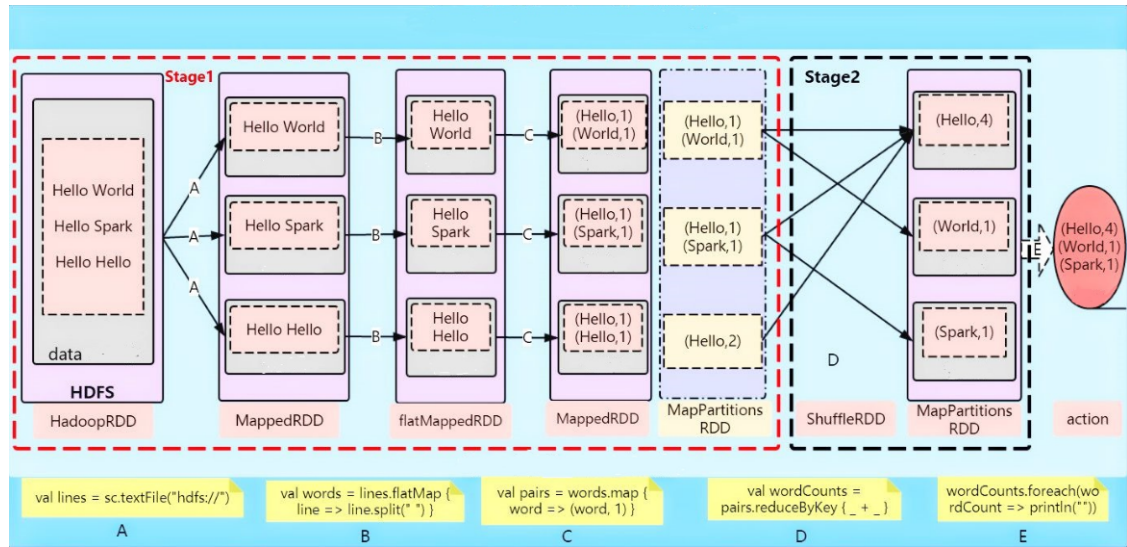 Stage1
Stage2
Hello World
Hello Spark
Hello Hello
data
HDFS
HadoopRDD
A
A
A
Hello World
Hello Spark
Hello Hello
MappedRDD
B
B
B
Hello
World
Hello
Spark
Hello
Hello
flatMappedRDD
C
C
C
(Hello,1)
(World,1)
(Hello,1)
(Spark,1)
(Hello,1)
(Hello,1)
MappedRDD
(Hello,1)
(World,1)
(Hello,1)
(Spark,1)
(Hello,2)
MapPartitions
RDD
D
ShuffleRDD
(Hello,4)
(World,1)
(Spark,1)
MapPartitions
RDD
E
(Hello,4)
(World,1)
(Spark,1)
action
val lines = sc.textFile("hdfs://")
A
val words = lines.flatMap {
line => line.split(" ") }
B
val pairs = words.map {
word => (word, 1) }
C
val wordCounts =
pairs.reduceByKey { _ + _ }
D
wordCounts.foreach(wo
rdCount => println(""))
E